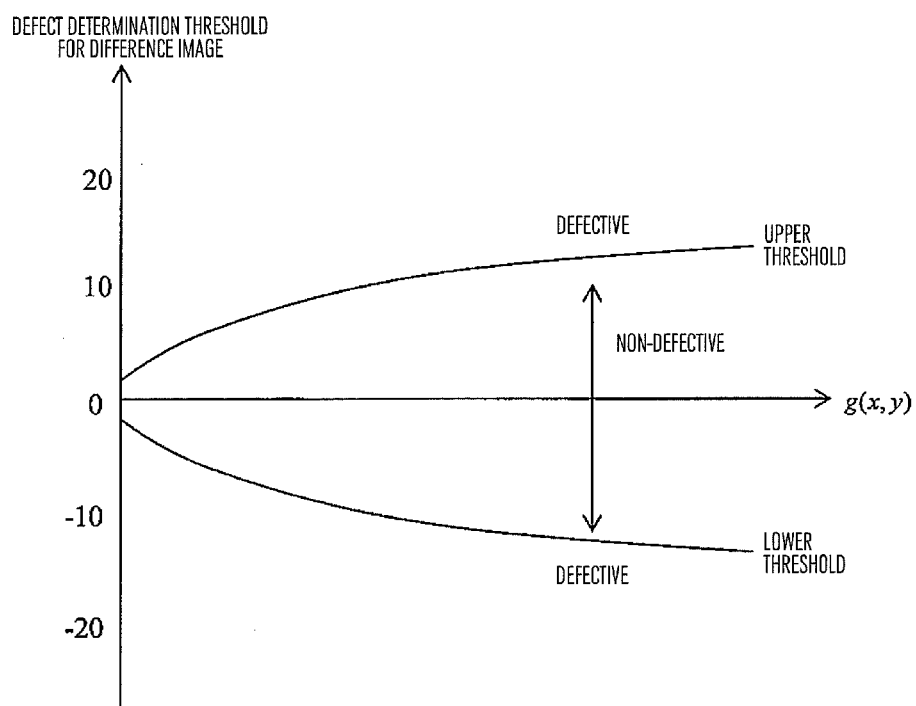 DEFECT DETERMINATION THRESHOLD
FOR DIFFERENCE IMAGE
20
DEFECTIVE
UPPER
THRESHOLD
10
NON-DEFECTIVE
0
g(x, y)
-10
LOWER
THRESHOLD
DEFECTIVE
-20